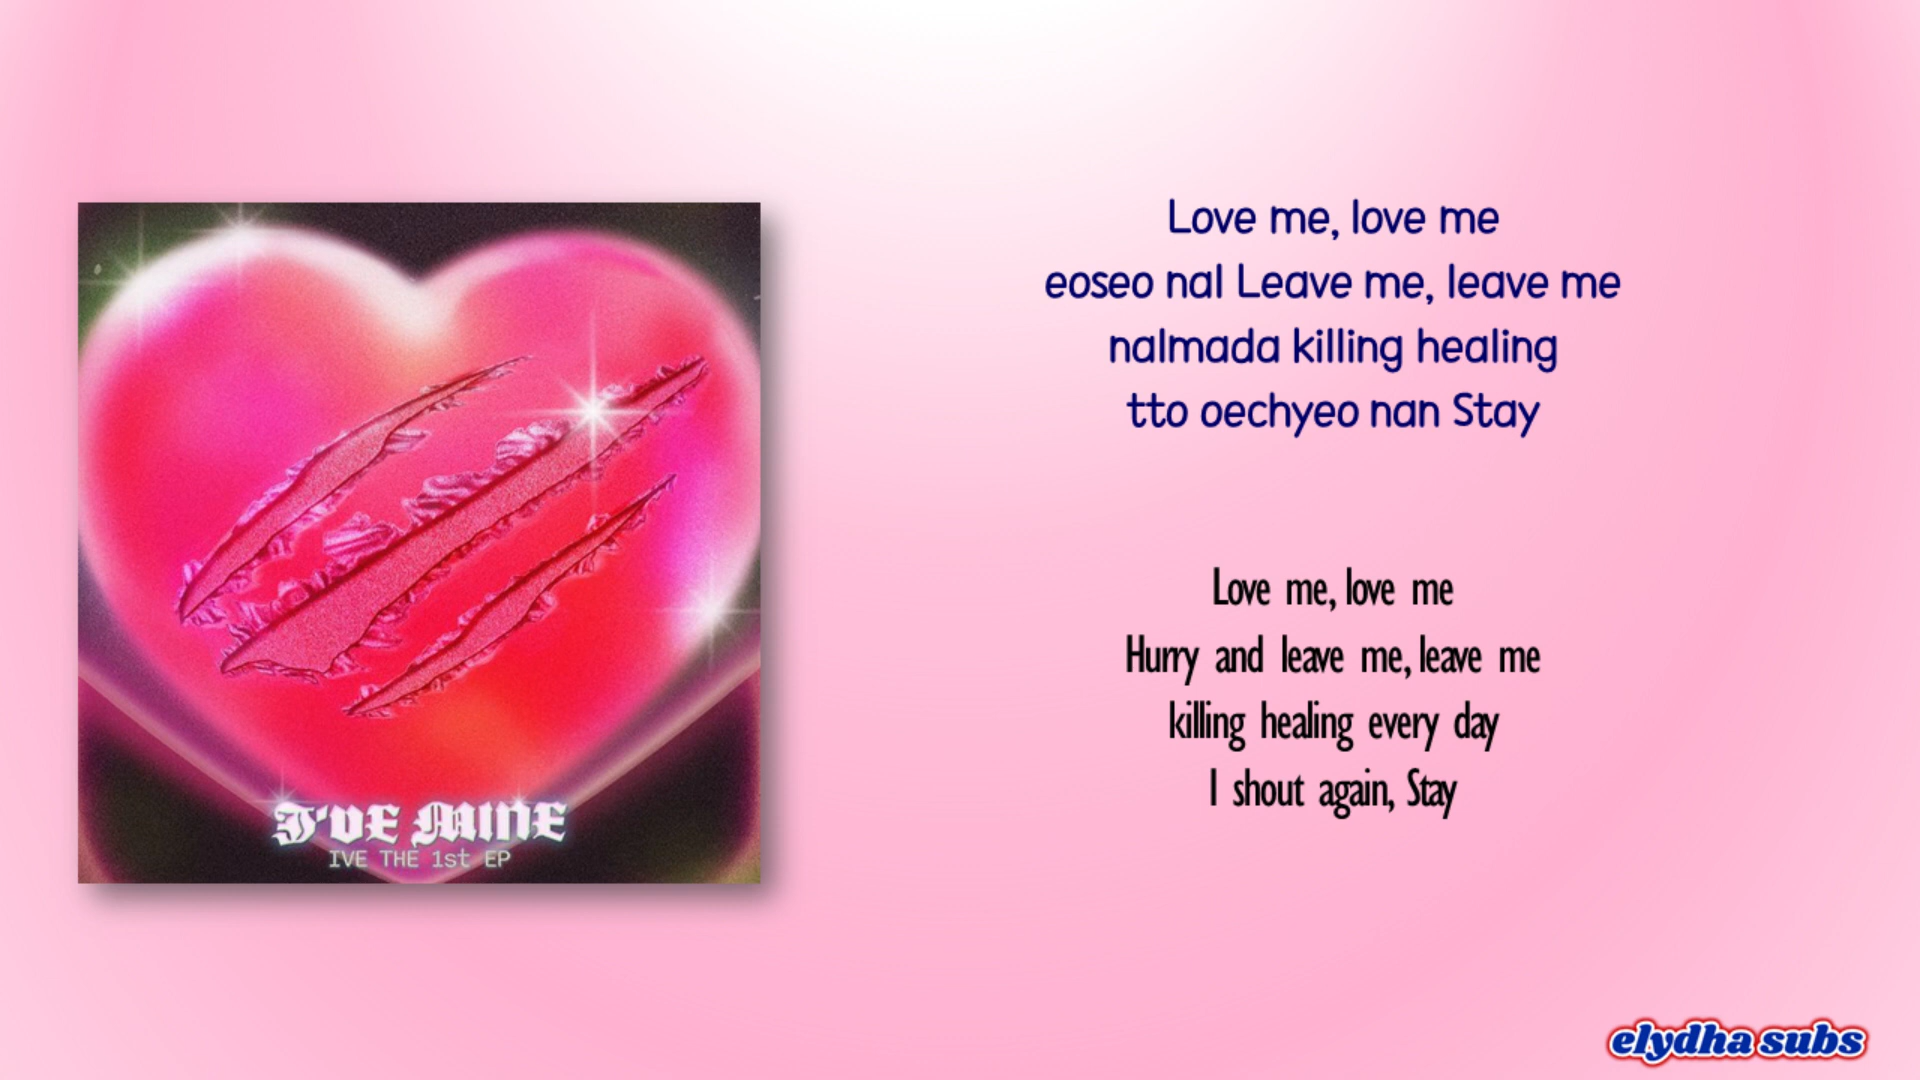 Love me, love me
eoseo nal Leave me, leave me
nalmada killing healing
tto oechyeo nan Stay
Love me, love me
Hurry and leave me, leave me
killing healing every day
I shout again, Stay
I'VE MINE
IVE THE 1st EP
elydha subs